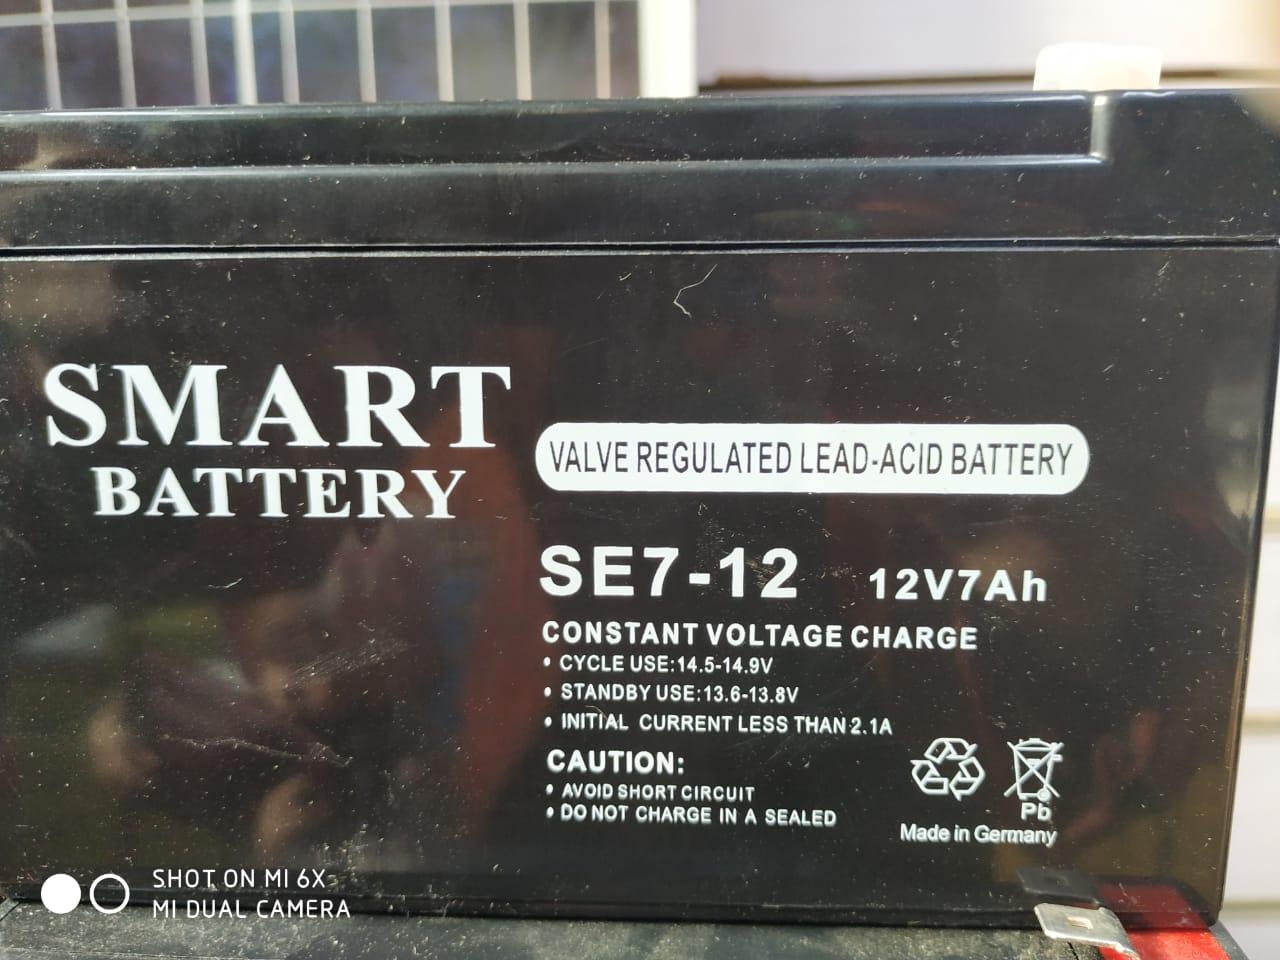 SMART
BATTERY
VALVE REGULATED LEAD-ACID BATTERY
SE7-12 12V7Ah
CONSTANT VOLTAGE CHARGE
• CYCLE USE:14.5-14.9V
• STANDBY USE:13.6-13.8V
• INITIAL CURRENT LESS THAN 2.1A
CAUTION:
• AVOID SHORT CIRCUIT
• DO NOT CHARGE IN A SEALED
Pb
Made in Germany
SHOT ON MI 6X
MI DUAL CAMERA